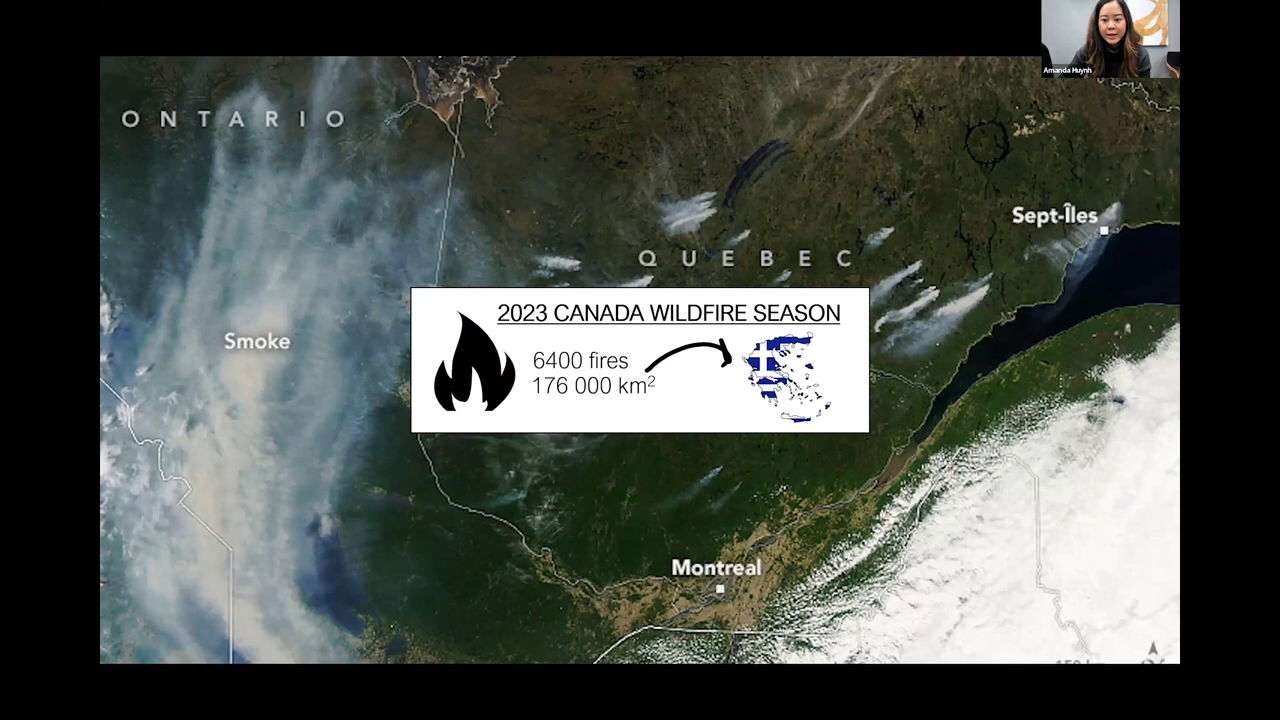 Amanda Huynh
ONTARIO
Sept-Îles
QUEBEC
2023 CANADA WILDFIRE SEASON
Smoke
6400 fires
176 000 km²
Montreal